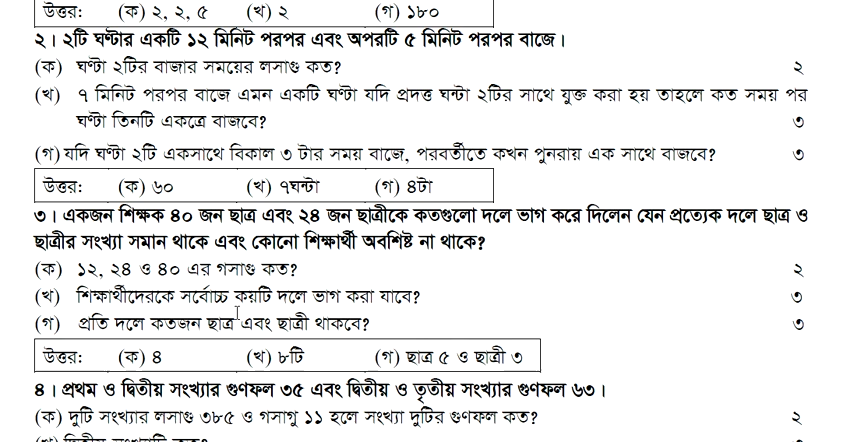 উত্তর: (ক) ২, ২, ৫ (খ) ২ (গ) ১৮০
২। ২টি ঘণ্টার একটি ১২ মিনিট পরপর এবং অপরটি ৫ মিনিট পরপর বাজে।
(ক) ঘণ্টা ২টির বাজার সময়ের লসাগু কত? ২
(খ) ৭ মিনিট পরপর বাজে এমন একটি ঘণ্টা যদি প্রদত্ত ঘন্টা ২টির সাথে যুক্ত করা হয় তাহলে কত সময় পর
ঘণ্টা তিনটি একত্রে বাজবে? ৩
(গ) যদি ঘণ্টা ২টি একসাথে বিকাল ৩ টার সময় বাজে, পরবর্তীতে কখন পুনরায় এক সাথে বাজবে? ৩
উত্তর: (ক) ৬০ (খ) ৭ঘন্টা (গ) ৪টা
৩। একজন শিক্ষক ৪০ জন ছাত্র এবং ২৪ জন ছাত্রীকে কতগুলো দলে ভাগ করে দিলেন যেন প্রত্যেক দলে ছাত্র ও
ছাত্রীর সংখ্যা সমান থাকে এবং কোনো শিক্ষার্থী অবশিষ্ট না থাকে?
(ক) ১২, ২৪ ও ৪০ এর গসাগু কত? ২
(খ) শিক্ষার্থীদেরকে সর্বোচ্চ কয়টি দলে ভাগ করা যাবে? ৩
(গ) প্রতি দলে কতজন ছাত্র এবং ছাত্রী থাকবে? ৩
উত্তর: (ক) ৪ (খ) ৮টি (গ) ছাত্র ৫ ও ছাত্রী ৩
৪। প্রথম ও দ্বিতীয় সংখ্যার গুণফল ৩৫ এবং দ্বিতীয় ও তৃতীয় সংখ্যার গুণফল ৬৩।
(ক) দুটি সংখ্যার লসাগু ৩৮৫ ও গসাগু ১১ হলে সংখ্যা দুটির গুণফল কত? ২